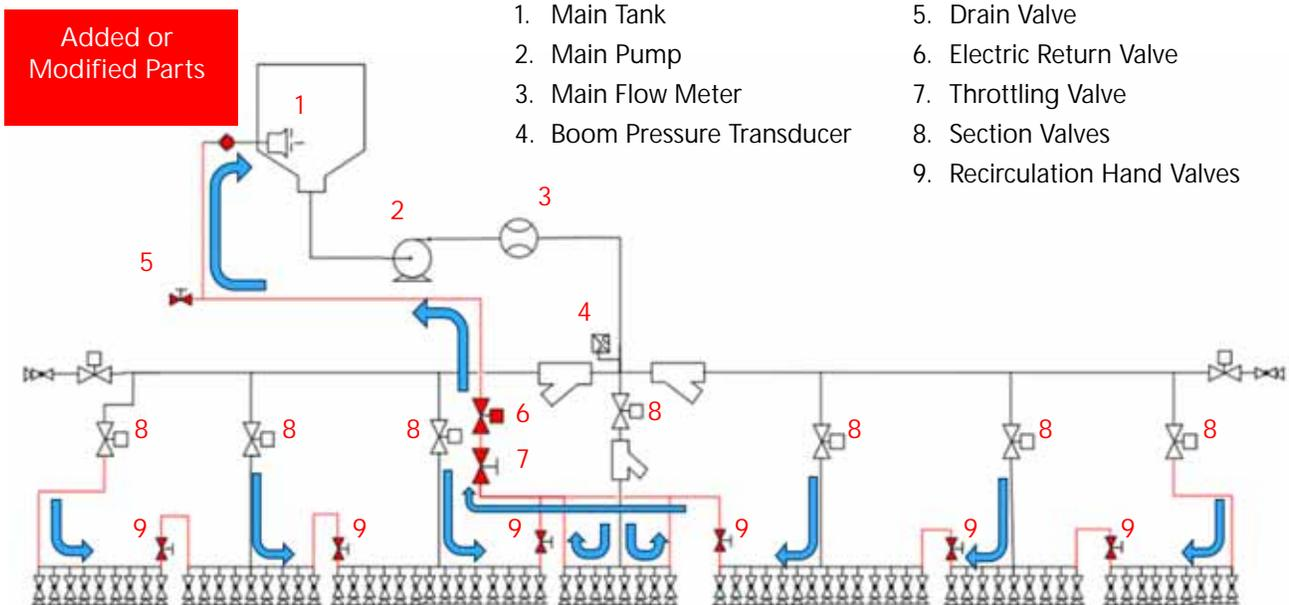 Added or
Modified Parts
1. Main Tank
2. Main Pump
3. Main Flow Meter
4. Boom Pressure Transducer
5. Drain Valve
6. Electric Return Valve
7. Throttling Valve
8. Section Valves
9. Recirculation Hand Valves
1
2
3
5
4
8
8
8
6
8
8
8
8
7
9
9
9
9
9
9